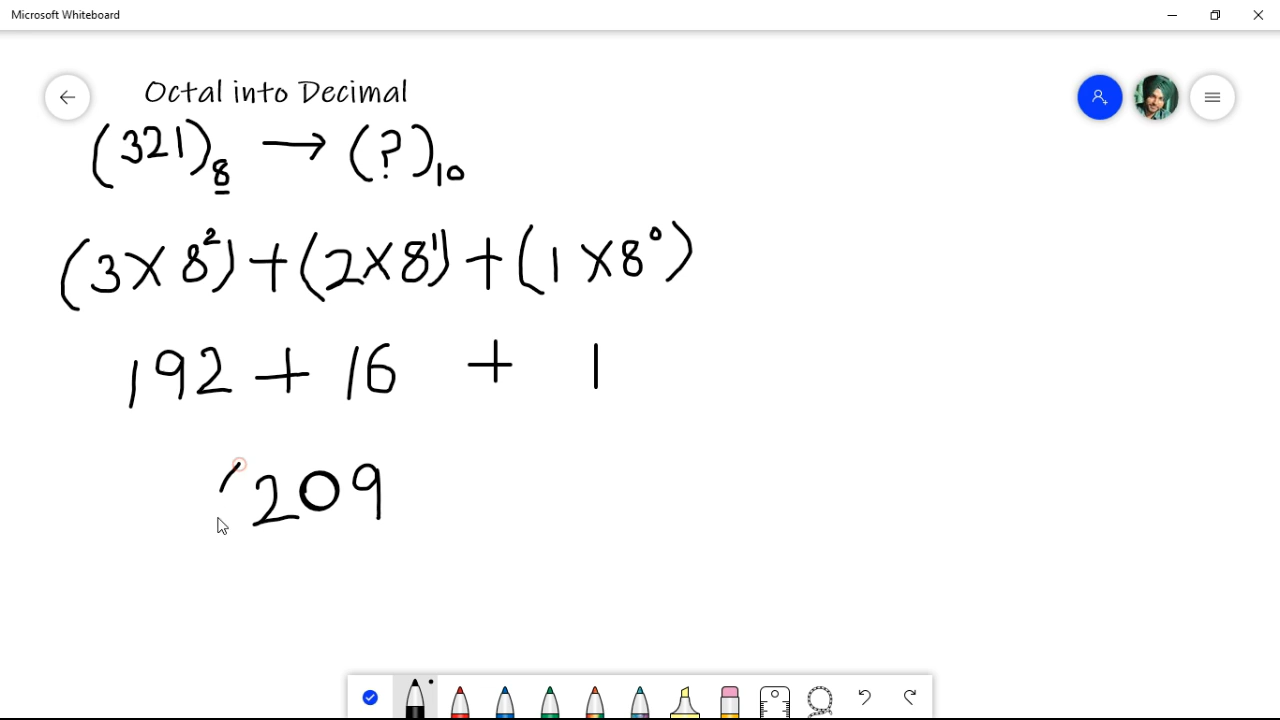 Microsoft Whiteboard
Octal into Decimal
(321)₈ → (?)₁₀
(3 × 8²) + (2 × 8¹) + (1 × 8⁰)
192 + 16 + 1
209